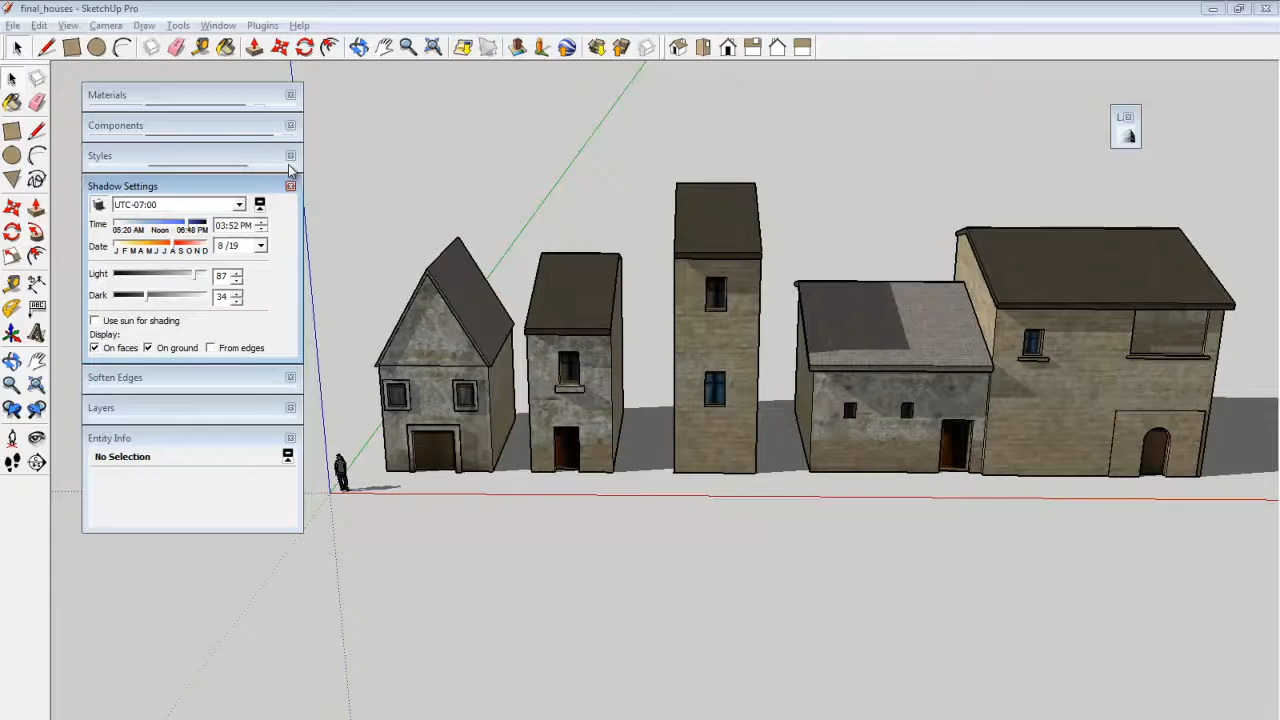 final_houses - SketchUp Pro
File Edit View Camera Draw Tools Window Plugins Help
Materials
Components
Styles
Shadow Settings
UTC-07:00
Time 05:20 AM Noon 06:48 PM 03:52 PM
Date J F M A M J J A S O N D 8 /19
Light 87
Dark 34
Use sun for shading
Display:
On faces On ground From edges
Soften Edges
Layers
Entity Info
No Selection
ABC